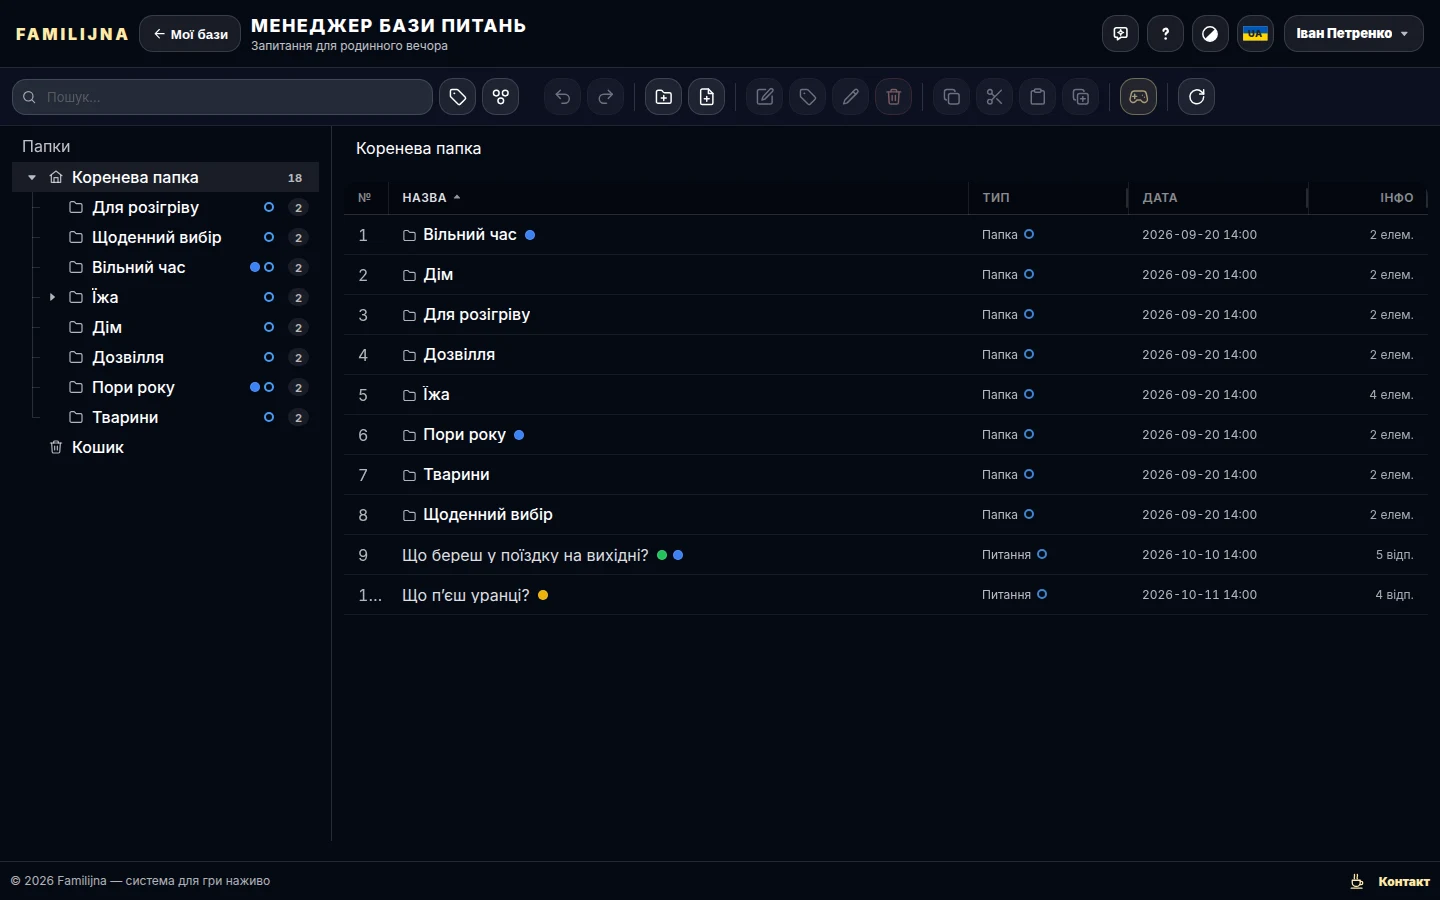 FAMILIJNA
← Мої бази
МЕНЕДЖЕР БАЗИ ПИТАНЬ
Запитання для родинного вечора
?
UA
Іван Петренко
Пошук...
Папки
Коренева папка 18
Для розігріву 2
Щоденний вибір 2
Вільний час 2
Їжа 2
Дім 2
Дозвілля 2
Пори року 2
Тварини 2
Кошик
Коренева папка
№ НАЗВА ТИП ДАТА ІНФО
1 Вільний час Папка 2026-09-20 14:00 2 елем.
2 Дім Папка 2026-09-20 14:00 2 елем.
3 Для розігріву Папка 2026-09-20 14:00 2 елем.
4 Дозвілля Папка 2026-09-20 14:00 2 елем.
5 Їжа Папка 2026-09-20 14:00 4 елем.
6 Пори року Папка 2026-09-20 14:00 2 елем.
7 Тварини Папка 2026-09-20 14:00 2 елем.
8 Щоденний вибір Папка 2026-09-20 14:00 2 елем.
9 Що береш у поїздку на вихідні? Питання 2026-10-10 14:00 5 відп.
1... Що п’єш уранці? Питання 2026-10-11 14:00 4 відп.
© 2026 Familijna — система для гри наживо
Контакт